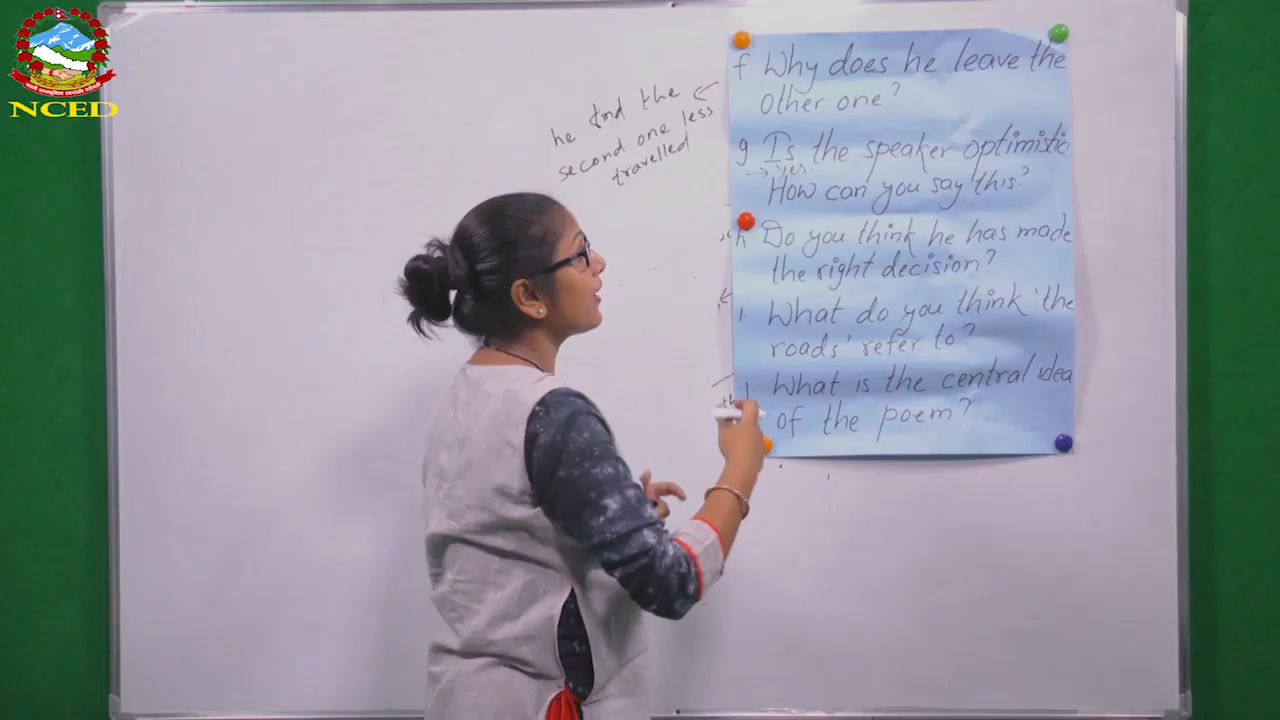 NCED
he find the
second one less
travelled
f Why does he leave the
Other one?
g Is the speaker optimistic
→ yes.
How can you say this?
h Do you think he has made
the right decision?
i. What do you think 'the
roads' refer to?
j. What is the central idea
of the poem?